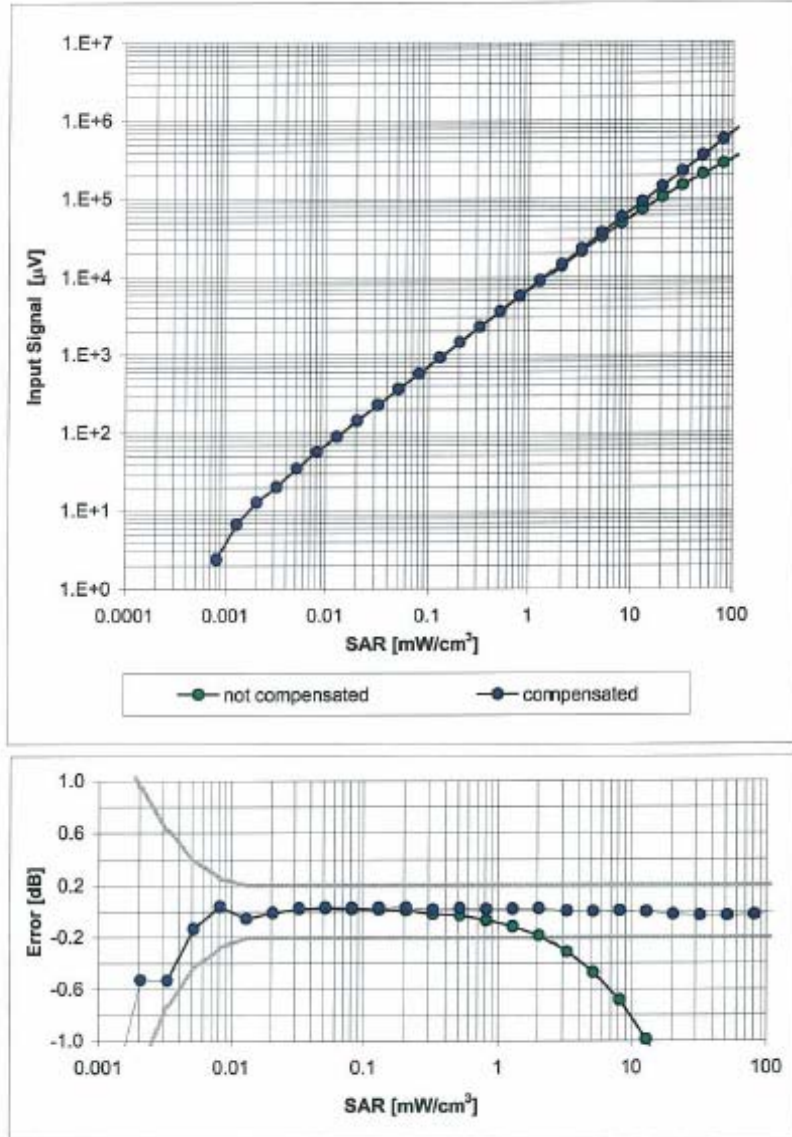 1.E+7
1.E+6
1.E+5
1.E+4
1.E+3
1.E+2
1.E+1
1.E+0
Input Signal [µV]
0.0001 0.001 0.01 0.1 1 10 100
SAR [mW/cm³]
not compensated compensated
1.0
0.6
0.2
-0.2
-0.6
-1.0
Error [dB]
0.001 0.01 0.1 1 10 100
SAR [mW/cm³]